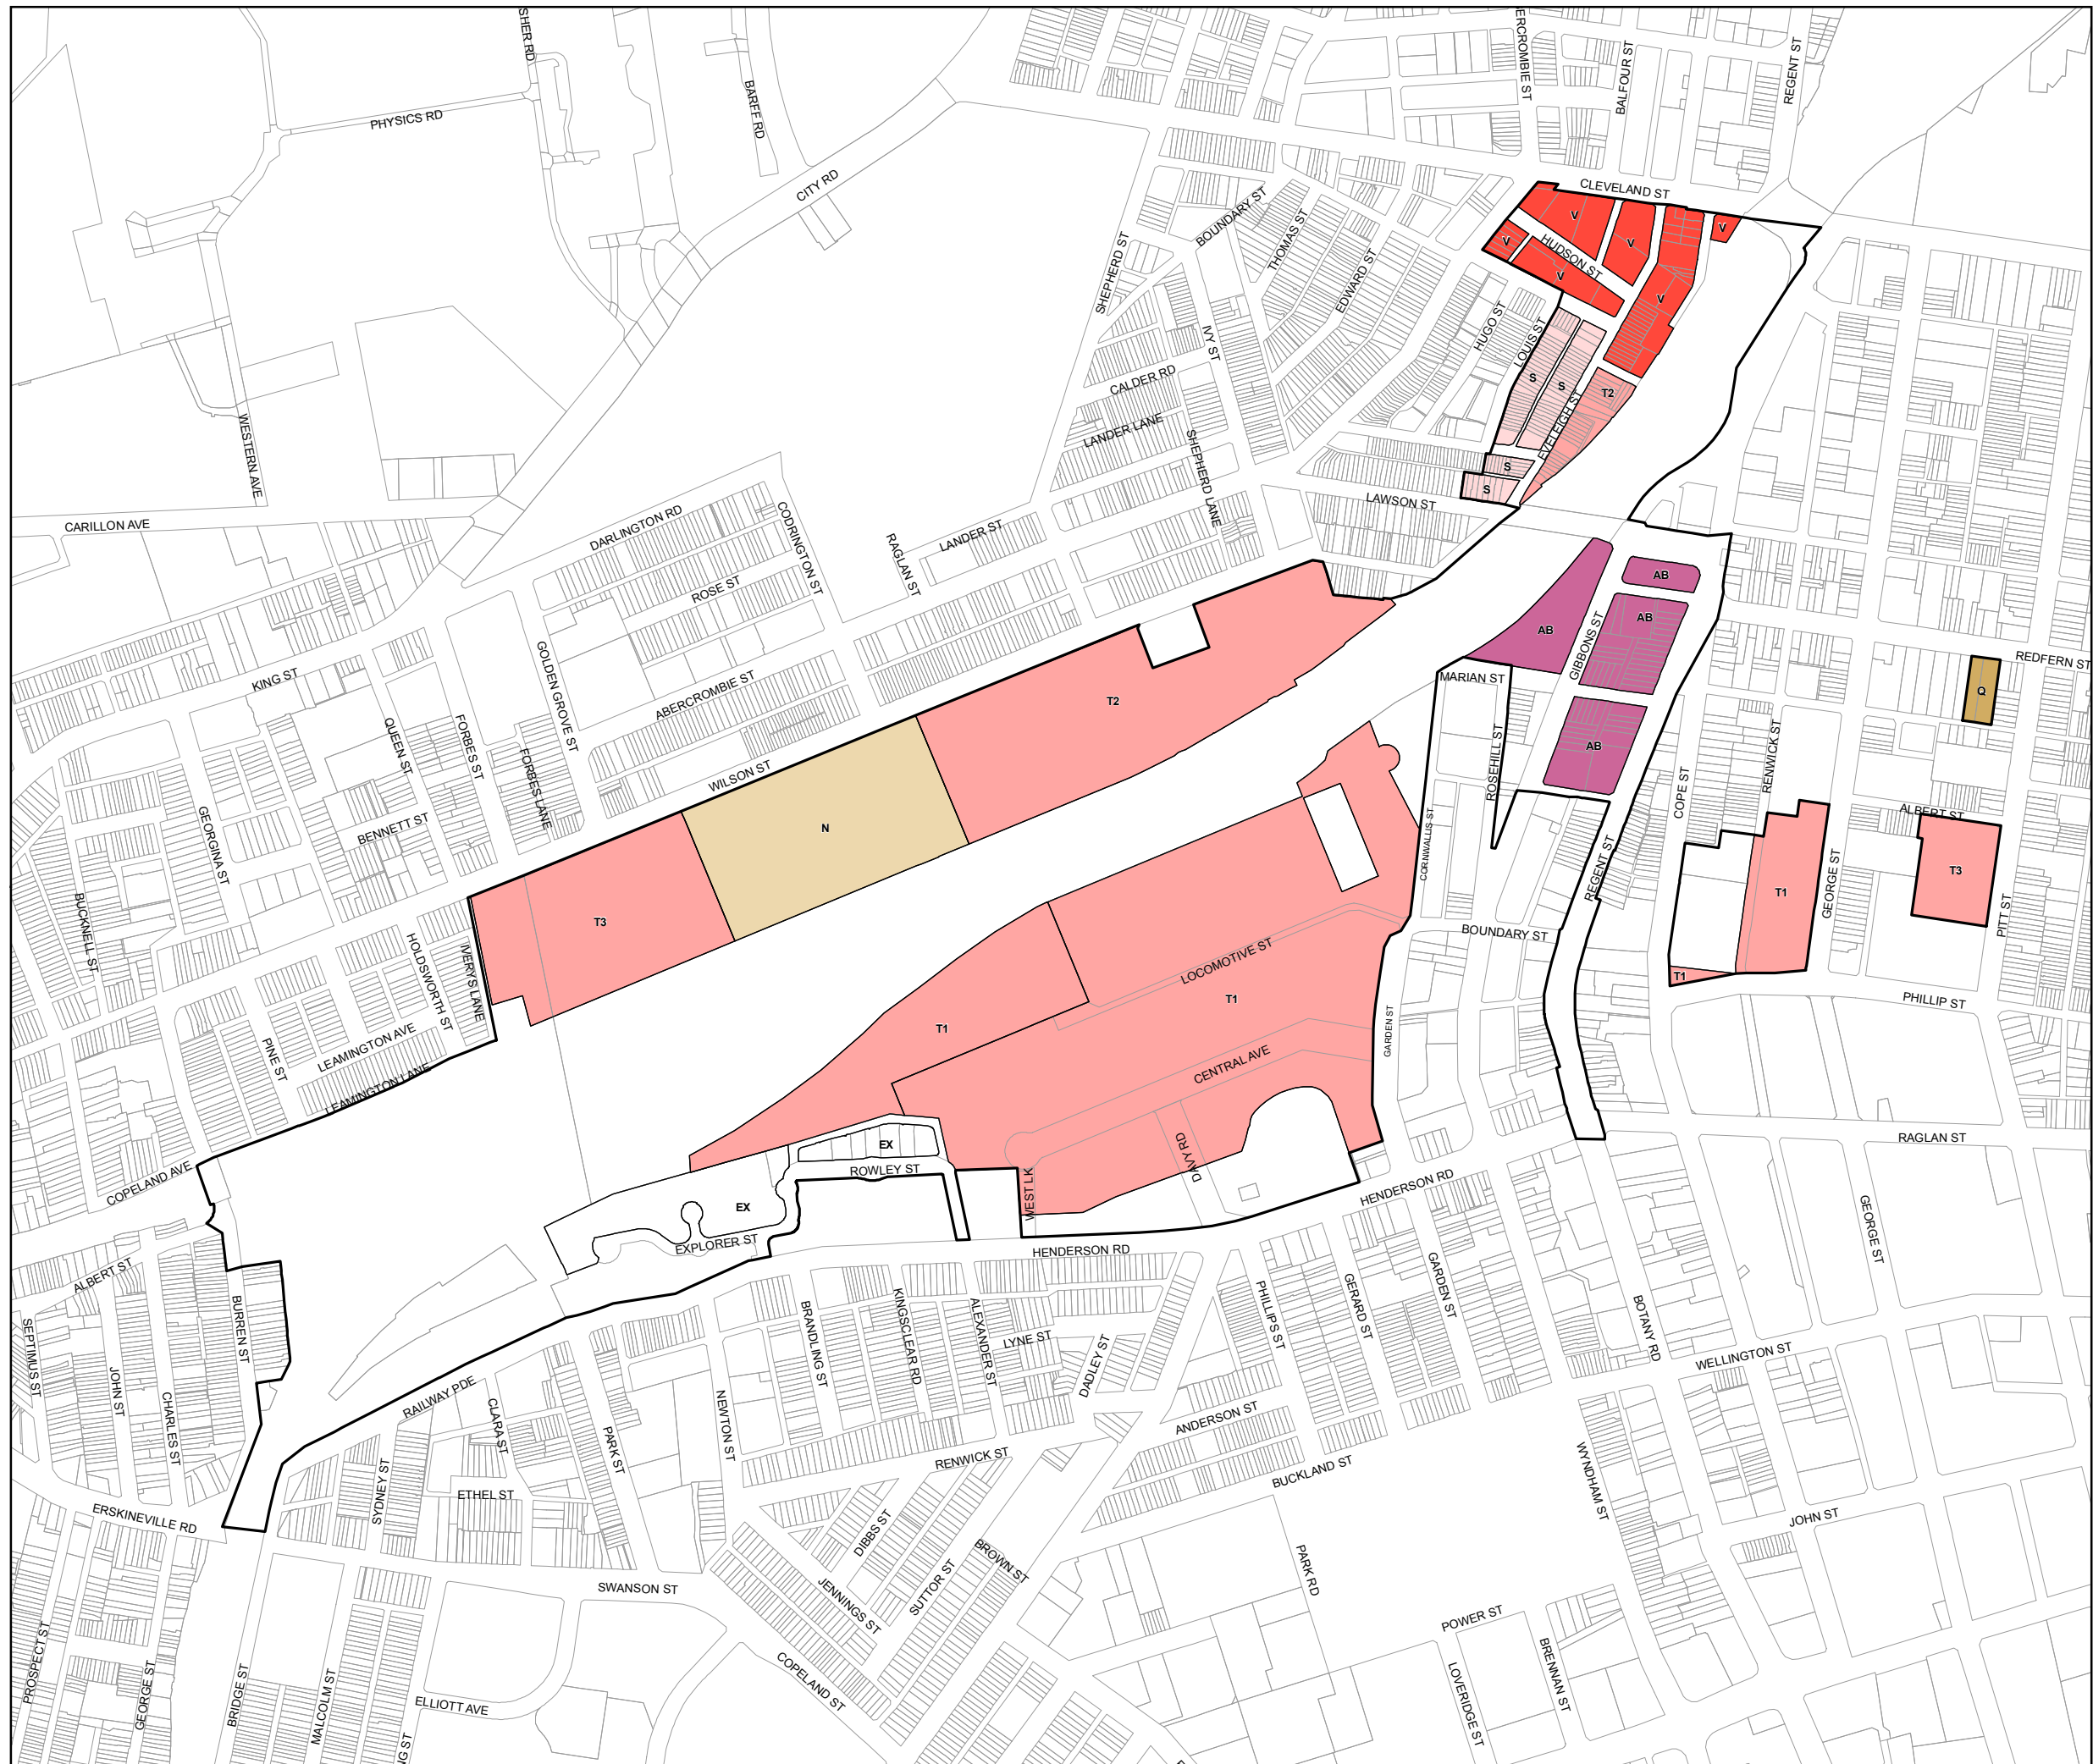 SHER RD
ERCROMBIE ST
BALFOUR ST
REGENT ST
PHYSICS RD
BARFF RD
CITY RD
CLEVELAND ST
BOUNDARY ST
THOMAS ST
SHEPHERD ST
EDWARD ST
V
V
V
V
HUDSON ST
V
V
HUGO ST
LOUIS ST
IVY ST
CALDER RD
S
S
T2
EVELEIGH ST
LANDER LANE
SHEPHERD LANE
WESTERN AVE
S
S
LAWSON ST
CARILLON AVE
DARLINGTON RD
CODRINGTON ST
RAGLAN ST
LANDER ST
ROSE ST
AB
AB
AB
GIBBONS ST
REDFERN ST
KING ST
GOLDEN GROVE ST
ABERCROMBIE ST
MARIAN ST
Q
QUEEN ST
FORBES ST
FORBES LANE
T2
ROSEHILL ST
AB
RENWICK ST
COPE ST
WILSON ST
N
GEORGINA ST
BENNETT ST
CORNWALLIS ST
REGENT ST
ALBERT ST
GEORGE ST
T3
T1
PITT ST
BUCKNELL ST
T3
HOLDSWORTH ST
IVERYS LANE
BOUNDARY ST
LOCOMOTIVE ST
T1
T1
PHILLIP ST
T1
GARDEN ST
PINE ST
LEAMINGTON AVE
LEAMINGTON LANE
CENTRAL AVE
EX
DAVY RD
RAGLAN ST
COPELAND AVE
ROWLEY ST
WEST LK
HENDERSON RD
EX
EXPLORER ST
HENDERSON RD
GEORGE ST
ALBERT ST
BURREN ST
SEPTIMUS ST
JOHN ST
CHARLES ST
BRANDLING ST
KINGSCLEAR RD
ALEXANDER ST
LYNE ST
DADLEY ST
PHILLIPS ST
GERARD ST
GARDEN ST
BOTANY RD
WELLINGTON ST
RAILWAY PDE
CLARA ST
PARK ST
NEWTON ST
ANDERSON ST
RENWICK ST
BUCKLAND ST
WYNDHAM ST
SYDNEY ST
ETHEL ST
ERSKINEVILLE RD
JOHN ST
DIBBS ST
BROWN ST
PARK RD
SWANSON ST
JENNINGS ST
SUTTOR ST
POWER ST
PROSPECT ST
GEORGE ST
BRIDGE ST
MALCOLM ST
ELLIOTT AVE
COPELAND ST
LOVERIDGE ST
BRENNAN ST